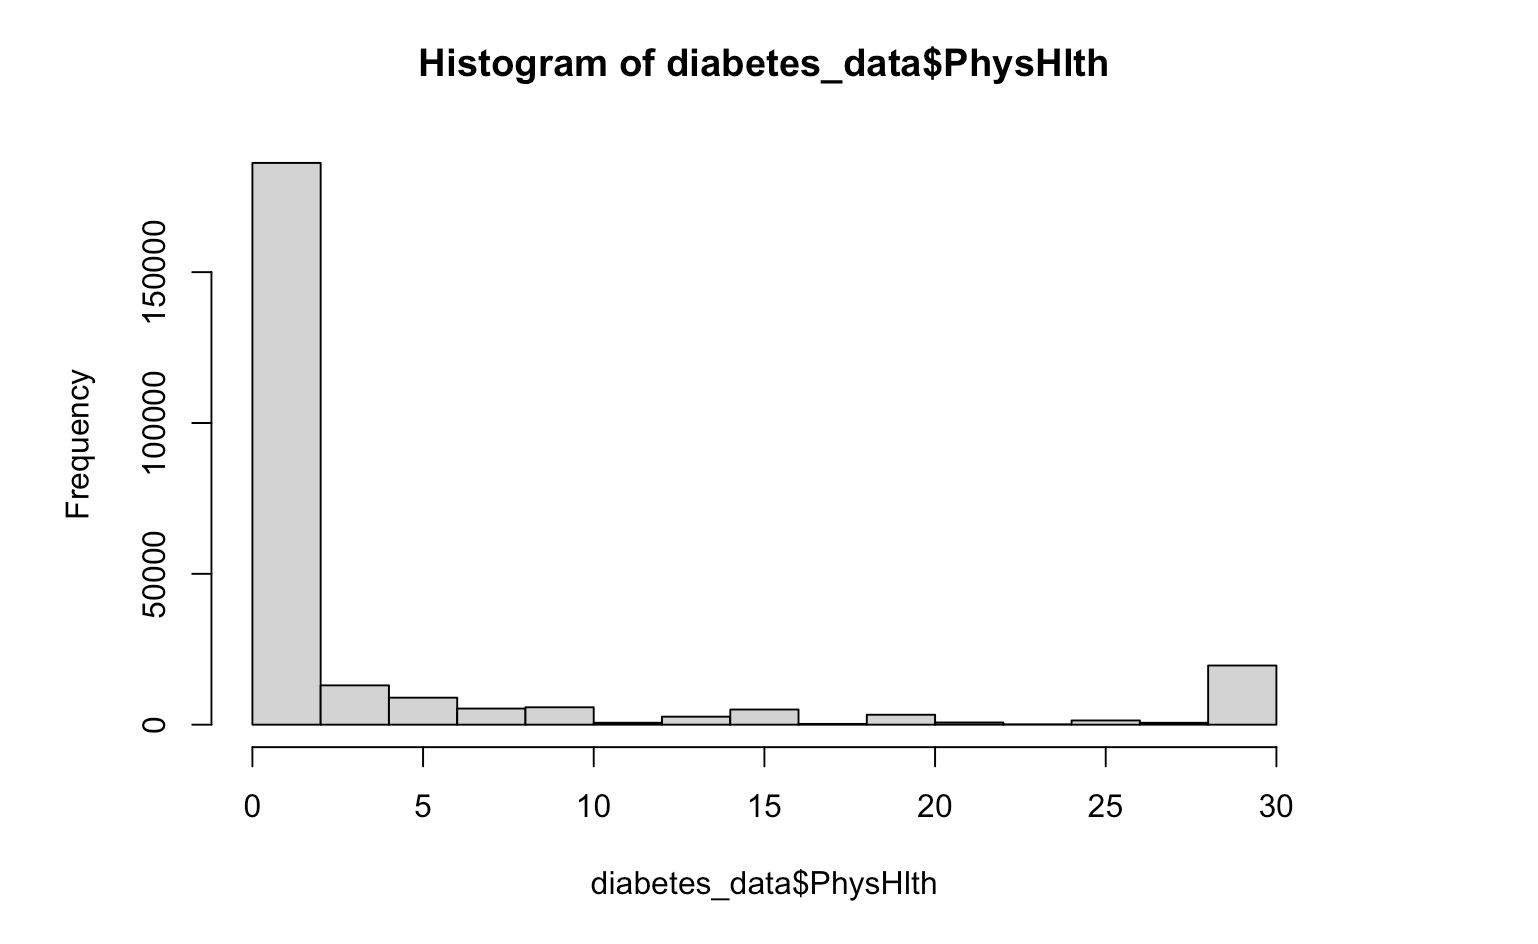 Histogram of diabetes_data$PhysHlth
Frequency
0
50000
100000
150000
0 5 10 15 20 25 30
diabetes_data$PhysHlth